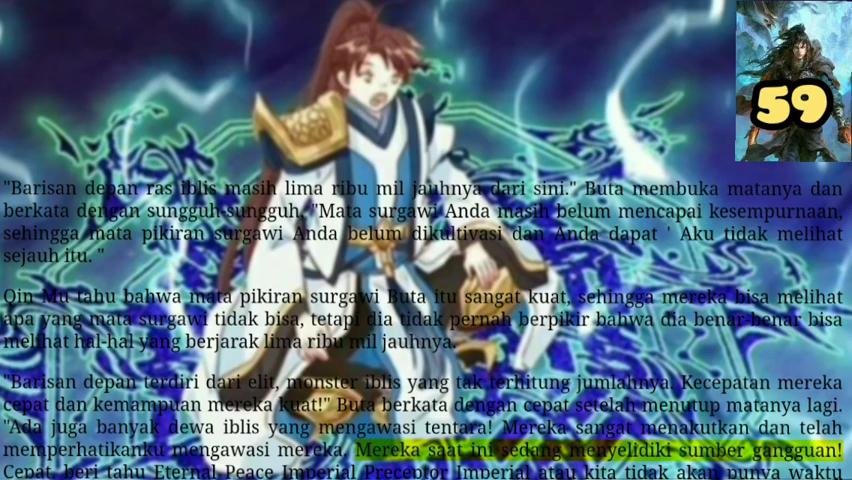 59
"Barisan depan ras iblis masih lima ribu mil jauhnya dari sini." Buta membuka matanya dan
berkata dengan sungguh-sungguh, "Mata surgawi Anda masih belum mencapai kesempurnaan,
sehingga mata pikiran surgawi Anda belum dikultivasi dan Anda dapat ' Aku tidak melihat
sejauh itu. "
Qin Mu tahu bahwa mata pikiran surgawi Buta itu sangat kuat, sehingga mereka bisa melihat
apa yang mata surgawi tidak bisa, tetapi dia tidak pernah berpikir bahwa dia benar-benar bisa
melihat hal-hal yang berjarak lima ribu mil jauhnya.
"Barisan depan terdiri dari elit, monster iblis yang tak terhitung jumlahnya. Kecepatan mereka
cepat dan kemampuan mereka kuat!" Buta berkata dengan cepat setelah menutup matanya lagi.
"Ada juga banyak dewa iblis yang mengawasi tentara! Mereka sangat menakutkan dan telah
memperhatikanku mengawasi mereka. Mereka saat ini sedang menyelidiki sumber gangguan!
Cepat, beri tahu Eternal Peace Imperial Preceptor Imperial atau kita tidak akan punya waktu